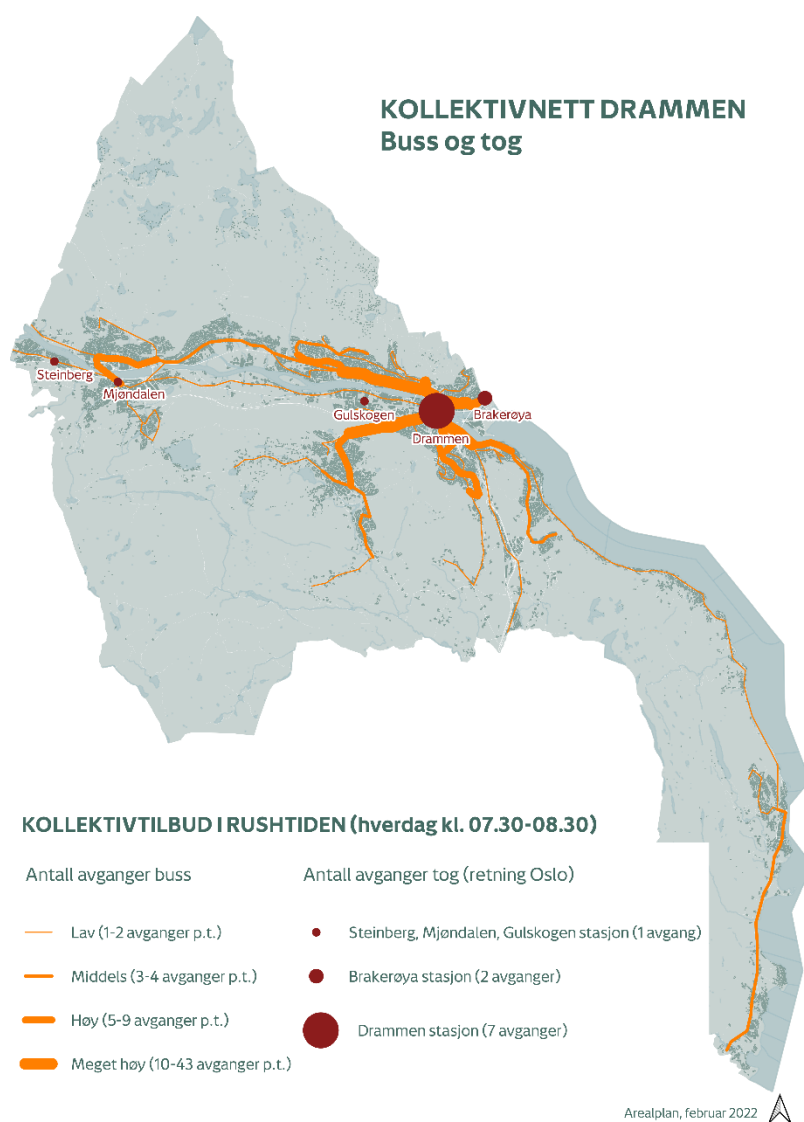 KOLLEKTIVNETT DRAMMEN
Buss og tog
Steinberg
Mjøndalen
Gulskogen
Brakerøya
Drammen
KOLLEKTIVTILBUD I RUSHTIDEN (hverdag kl. 07.30-08.30)
Antall avganger buss
Lav (1-2 avganger p.t.)
Middels (3-4 avganger p.t.)
Høy (5-9 avganger p.t.)
Meget høy (10-43 avganger p.t.)
Antall avganger tog (retning Oslo)
Steinberg, Mjøndalen, Gulskogen stasjon (1 avgang)
Brakerøya stasjon (2 avganger)
Drammen stasjon (7 avganger)
Arealplan, februar 2022